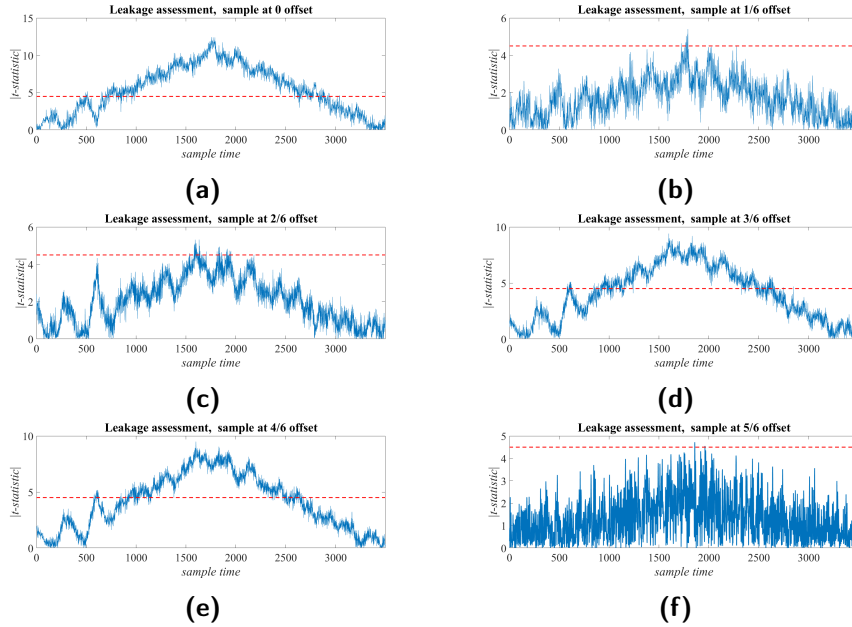 Leakage assessment, sample at 0 offset
|t-statistic|
15
10
5
0
0 500 1000 1500 2000 2500 3000
sample time
(a)
Leakage assessment, sample at 1/6 offset
|t-statistic|
6
4
2
0
0 500 1000 1500 2000 2500 3000
sample time
(b)
Leakage assessment, sample at 2/6 offset
|t-statistic|
6
4
2
0
0 500 1000 1500 2000 2500 3000
sample time
(c)
Leakage assessment, sample at 3/6 offset
|t-statistic|
10
5
0
0 500 1000 1500 2000 2500 3000
sample time
(d)
Leakage assessment, sample at 4/6 offset
|t-statistic|
10
5
0
0 500 1000 1500 2000 2500 3000
sample time
(e)
Leakage assessment, sample at 5/6 offset
|t-statistic|
5
4
3
2
1
0
0 500 1000 1500 2000 2500 3000
sample time
(f)